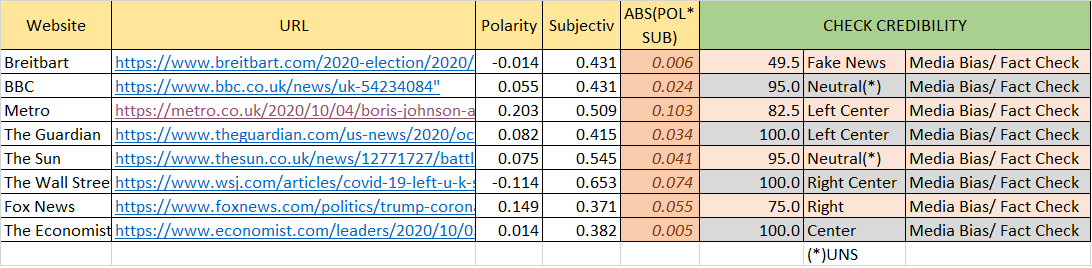 Website URL Polarity Subjectiv ABS(POL* SUB) CHECK CREDIBILITY
Breitbart https://www.breitbart.com/2020-election/2020/ -0.014 0.431 0.006 49.5 Fake News Media Bias/ Fact Check
BBC https://www.bbc.co.uk/news/uk-54234084" 0.055 0.431 0.024 95.0 Neutral(*) Media Bias/ Fact Check
Metro https://metro.co.uk/2020/10/04/boris-johnson-a 0.203 0.509 0.103 82.5 Left Center Media Bias/ Fact Check
The Guardian https://www.theguardian.com/us-news/2020/oc 0.082 0.415 0.034 100.0 Left Center Media Bias/ Fact Check
The Sun https://www.thesun.co.uk/news/12771727/battl 0.075 0.545 0.041 95.0 Neutral(*) Media Bias/ Fact Check
The Wall Stree https://www.wsj.com/articles/covid-19-left-u-k-s -0.114 0.653 0.074 100.0 Right Center Media Bias/ Fact Check
Fox News https://www.foxnews.com/politics/trump-coron 0.149 0.371 0.055 75.0 Right Media Bias/ Fact Check
The Economist https://www.economist.com/leaders/2020/10/0 0.014 0.382 0.005 100.0 Center Media Bias/ Fact Check
(*)UNS